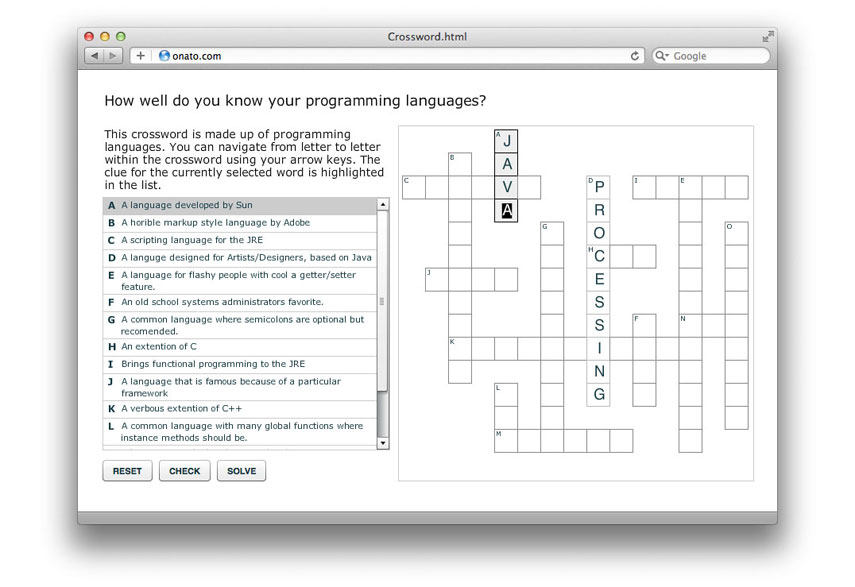 Crossword.html
onato.com
Google
How well do you know your programming languages?
This crossword is made up of programming
languages. You can navigate from letter to letter
within the crossword using your arrow keys. The
clue for the currently selected word is highlighted
in the list.
A A language developed by Sun
B A horible markup style language by Adobe
C A scripting language for the JRE
D A languge designed for Artists/Designers, based on Java
E A language for flashy people with cool a getter/setter
feature.
F An old school systems administrators favorite.
G A common language where semicolons are optional but
recomended.
H An extention of C
I Brings functional programming to the JRE
J A language that is famous because of a particular
framework
K A verbous extention of C++
L A common language with many global functions where
instance methods should be.
RESET CHECK SOLVE
A J
B A
C V D P I E
A R
G O O
H C
J E
S
F S N
K I
N
L G
M